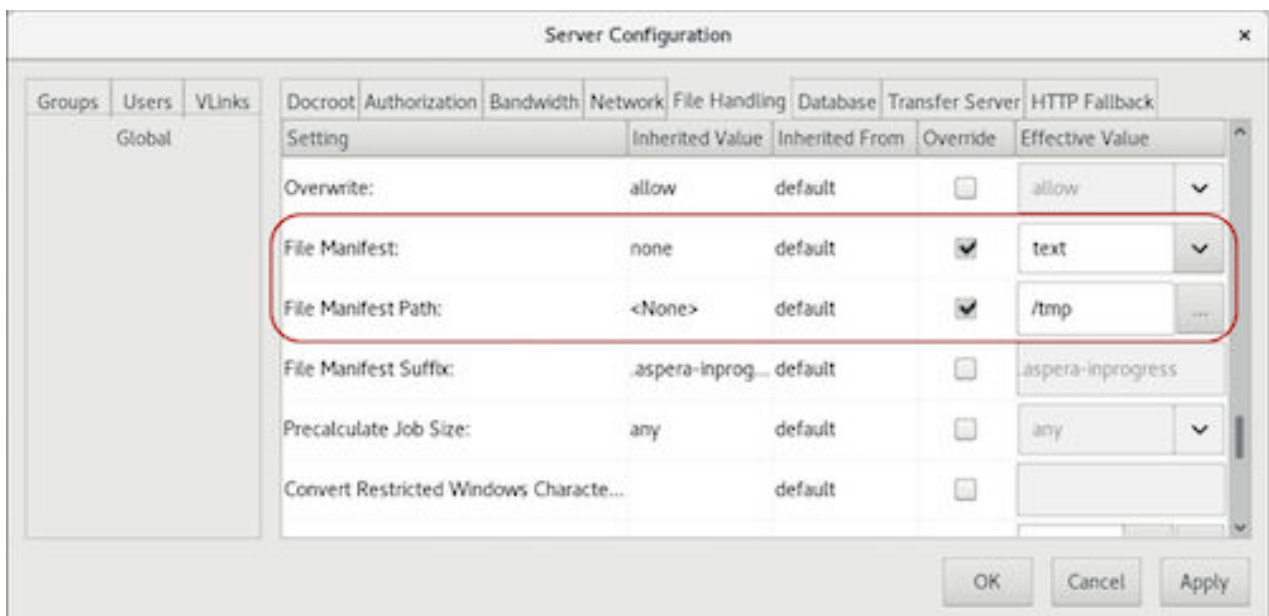 Server Configuration
Groups Users VLinks
Global
Docroot Authorization Bandwidth Network File Handling Database Transfer Server HTTP Fallback
Setting Inherited Value Inherited From Override Effective Value
Overwrite: allow default allow
File Manifest: none default text
File Manifest Path: <None> default /tmp ...
File Manifest Suffix: .aspera-inprog... default .aspera-inprogress
Precalculate Job Size: any default any
Convert Restricted Windows Characte... default
OK Cancel Apply